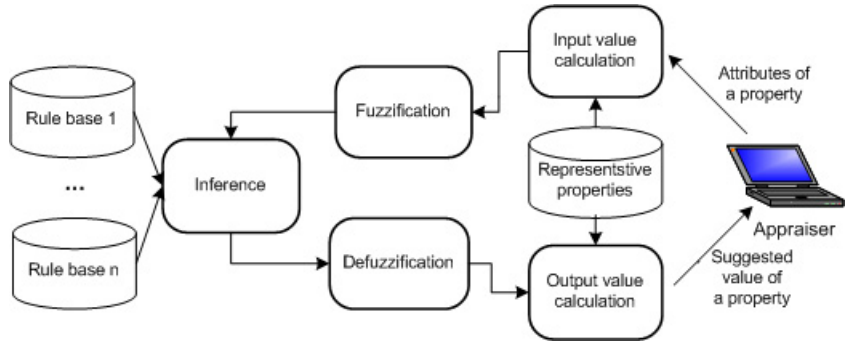 Input value
calculation
Attributes of
a property
Fuzzification
Rule base 1
Representstive
properties
Inference
...
Appraiser
Rule base n
Defuzzification
Output value
calculation
Suggested
value of
a property